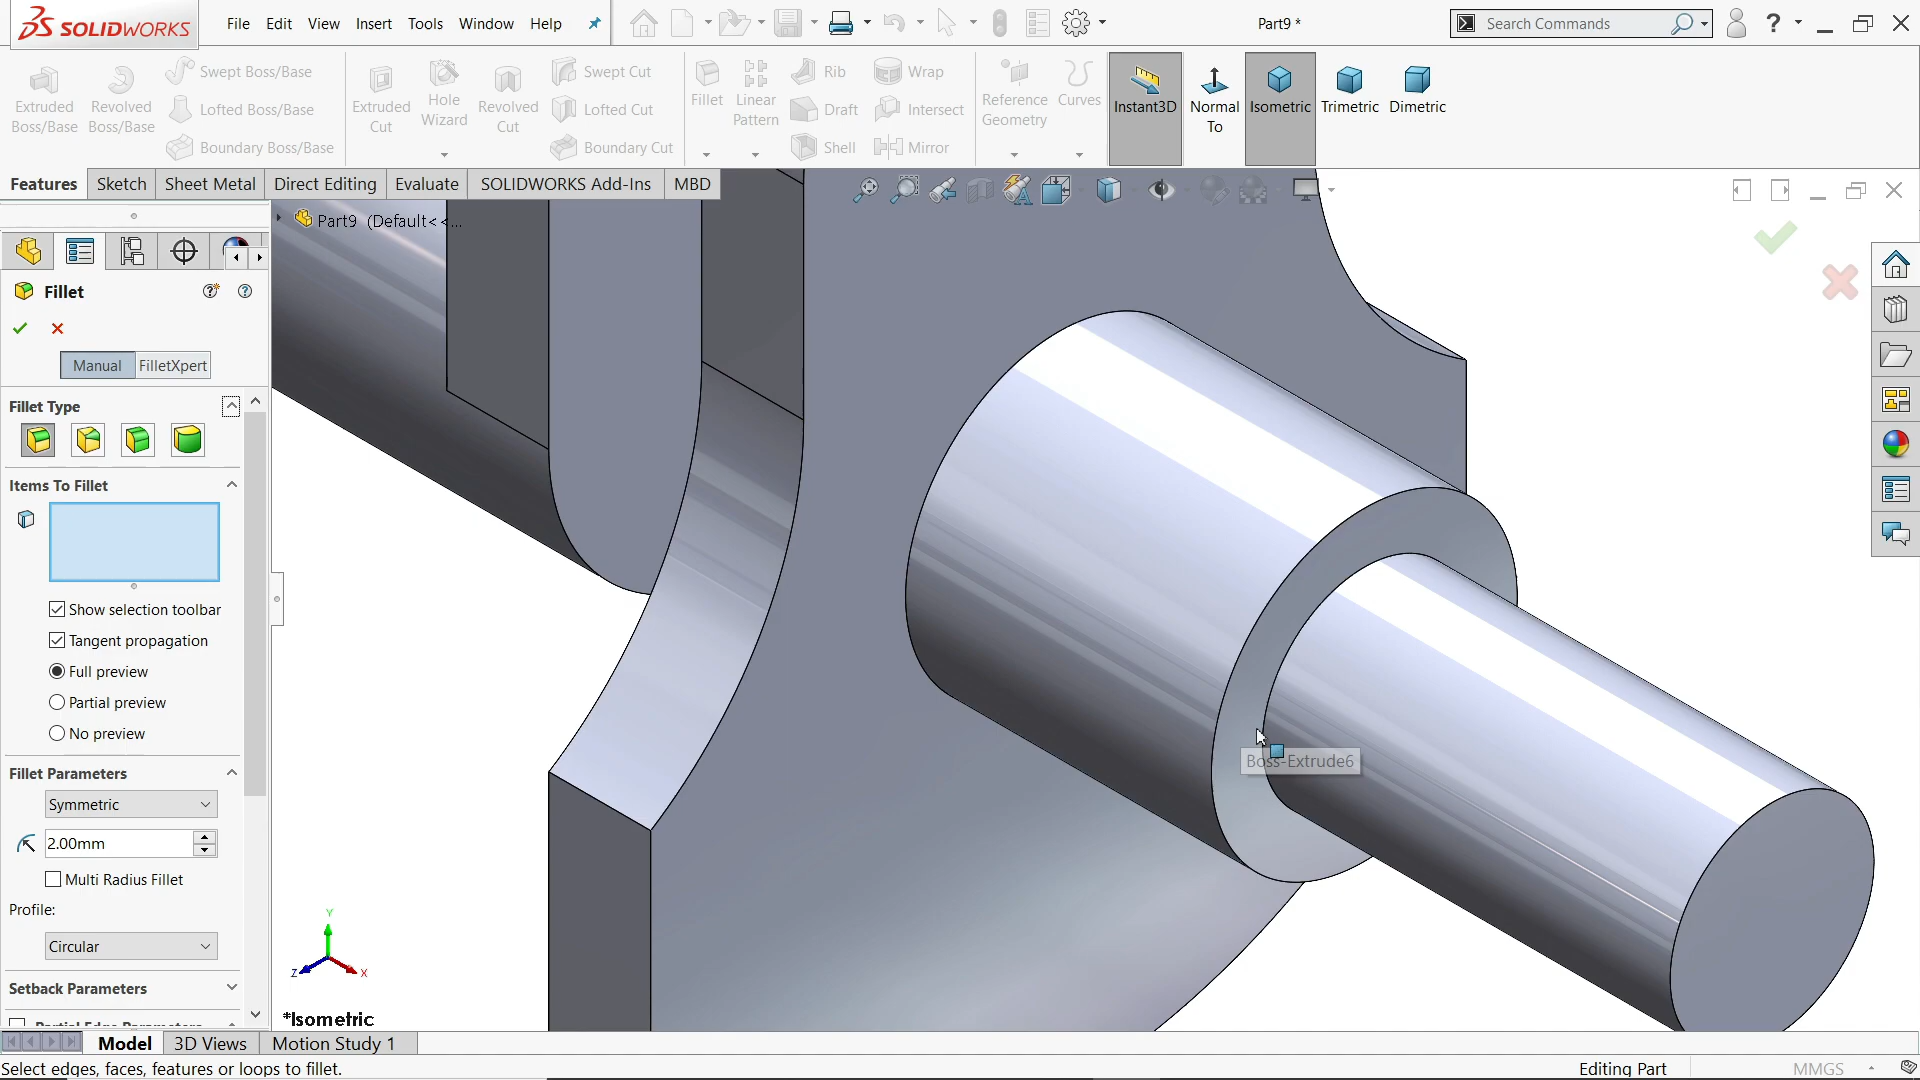 SOLIDWORKS
File Edit View Insert Tools Window Help
Part9 *
Search Commands
Extruded Boss/Base
Revolved Boss/Base
Swept Boss/Base
Lofted Boss/Base
Boundary Boss/Base
Extruded Cut
Hole Wizard
Revolved Cut
Swept Cut
Lofted Cut
Boundary Cut
Fillet
Linear Pattern
Rib
Draft
Shell
Wrap
Intersect
Mirror
Reference Geometry
Curves
Instant3D
Normal To
Isometric
Trimetric
Dimetric
Features Sketch Sheet Metal Direct Editing Evaluate SOLIDWORKS Add-Ins MBD
Part9 (Default<<...
Fillet
Manual FilletXpert
Fillet Type
Items To Fillet
Show selection toolbar
Tangent propagation
Full preview
Partial preview
No preview
Fillet Parameters
Symmetric
2.00mm
Multi Radius Fillet
Profile:
Circular
Setback Parameters
Boss-Extrude6
Y
Z
X
*Isometric
Model 3D Views Motion Study 1
Select edges, faces, features or loops to fillet.
Editing Part
MMGS